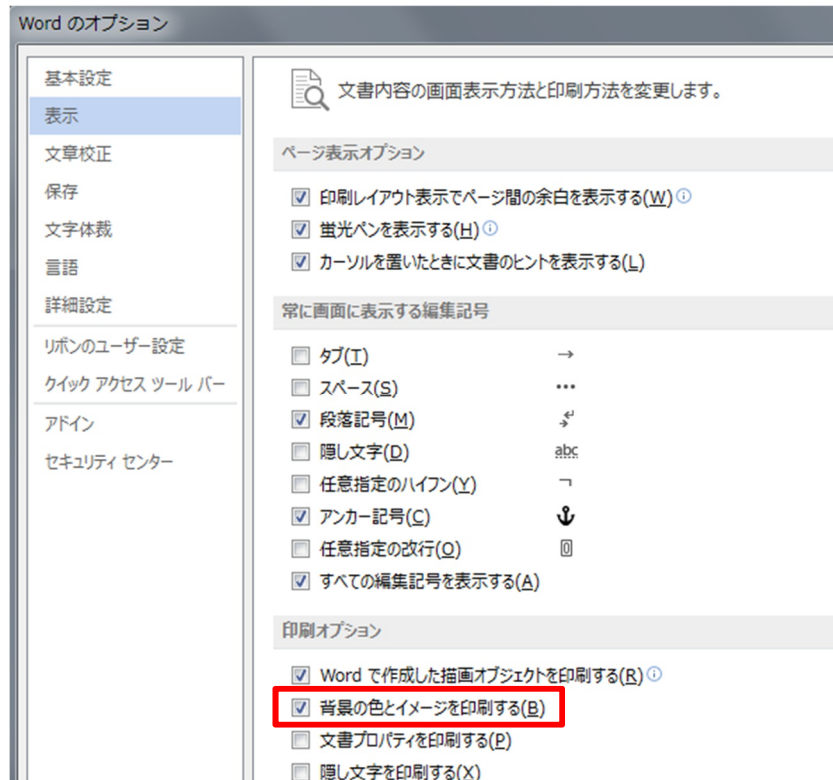 Word のオプション
基本設定
表示
文章校正
保存
文字体裁
言語
詳細設定
リボンのユーザー設定
クイック アクセス ツール バー
アドイン
セキュリティ センター
文書内容の画面表示方法と印刷方法を変更します。
ページ表示オプション
印刷レイアウト表示でページ間の余白を表示する(W)
蛍光ペンを表示する(H)
カーソルを置いたときに文書のヒントを表示する(L)
常に画面に表示する編集記号
タブ(T) →
スペース(S) •••
段落記号(M)
隠し文字(D) abc
任意指定のハイフン(Y) ¬
アンカー記号(C)
任意指定の改行(O)
すべての編集記号を表示する(A)
印刷オプション
Word で作成した描画オブジェクトを印刷する(R)
背景の色とイメージを印刷する(B)
文書プロパティを印刷する(P)
隠し文字を印刷する(X)